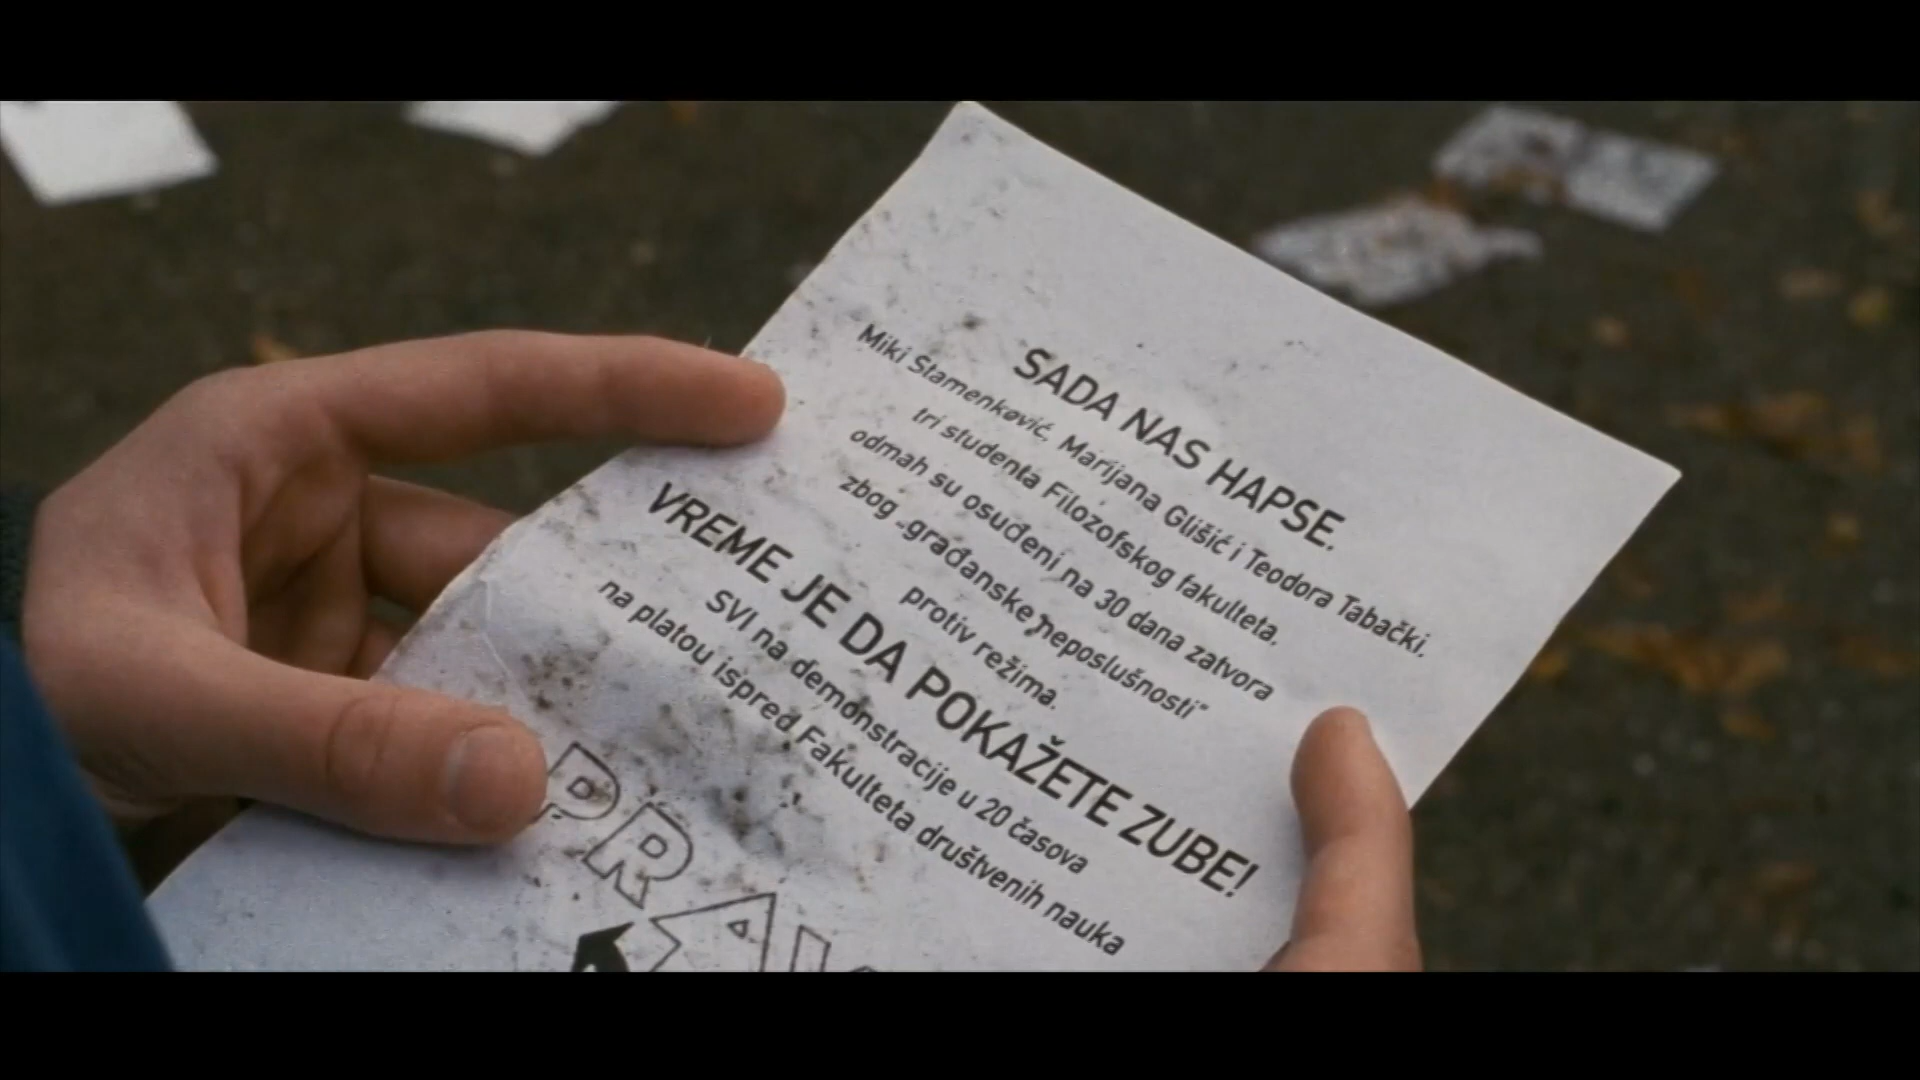 SADA NAS HAPSE.
Miki Stamenković, Marijana Glišić i Teodora Tabački,
tri studenta Filozofskog fakulteta,
odmah su osuđeni na 30 dana zatvora
zbog „građanske neposlušnosti"
protiv režima.
VREME JE DA POKAŽETE ZUBE!
SVI na demonstracije u 20 časova
na platou ispred Fakulteta društvenih nauka